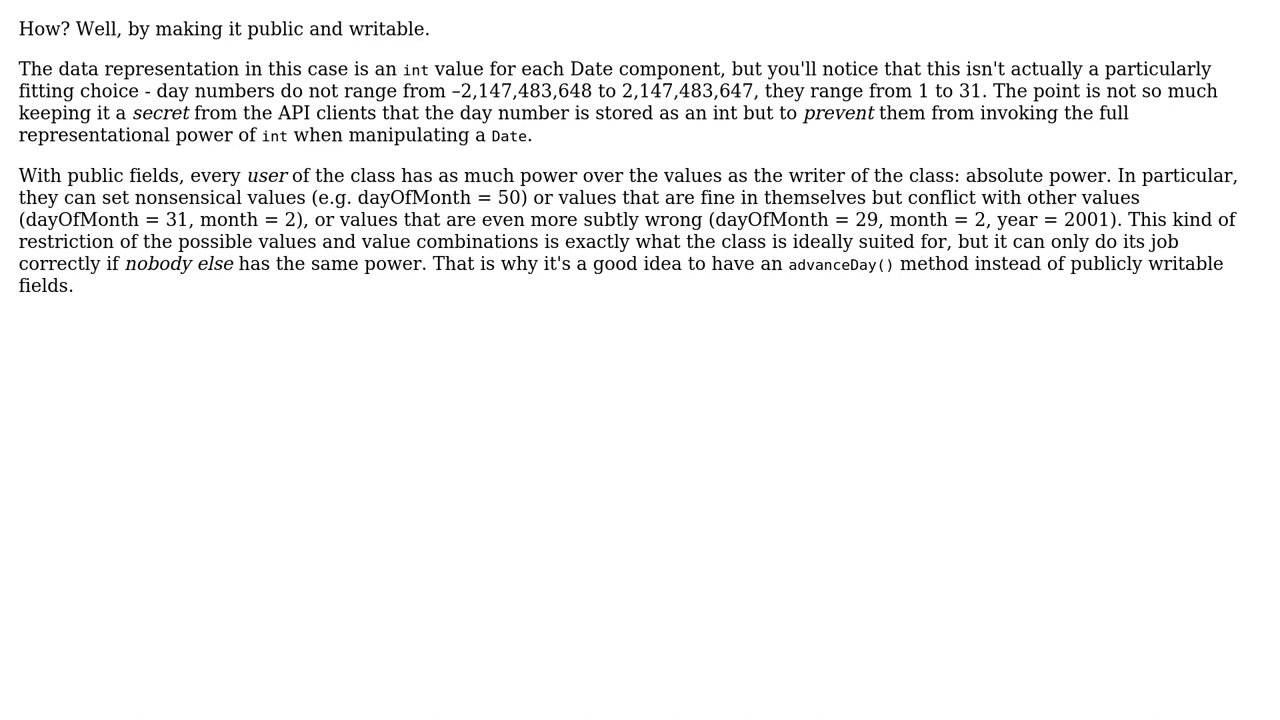 How? Well, by making it public and writable.
The data representation in this case is an int value for each Date component, but you'll notice that this isn't actually a particularly
fitting choice - day numbers do not range from –2,147,483,648 to 2,147,483,647, they range from 1 to 31. The point is not so much
keeping it a secret from the API clients that the day number is stored as an int but to prevent them from invoking the full
representational power of int when manipulating a Date.
With public fields, every user of the class has as much power over the values as the writer of the class: absolute power. In particular,
they can set nonsensical values (e.g. dayOfMonth = 50) or values that are fine in themselves but conflict with other values
(dayOfMonth = 31, month = 2), or values that are even more subtly wrong (dayOfMonth = 29, month = 2, year = 2001). This kind of
restriction of the possible values and value combinations is exactly what the class is ideally suited for, but it can only do its job
correctly if nobody else has the same power. That is why it's a good idea to have an advanceDay() method instead of publicly writable
fields.